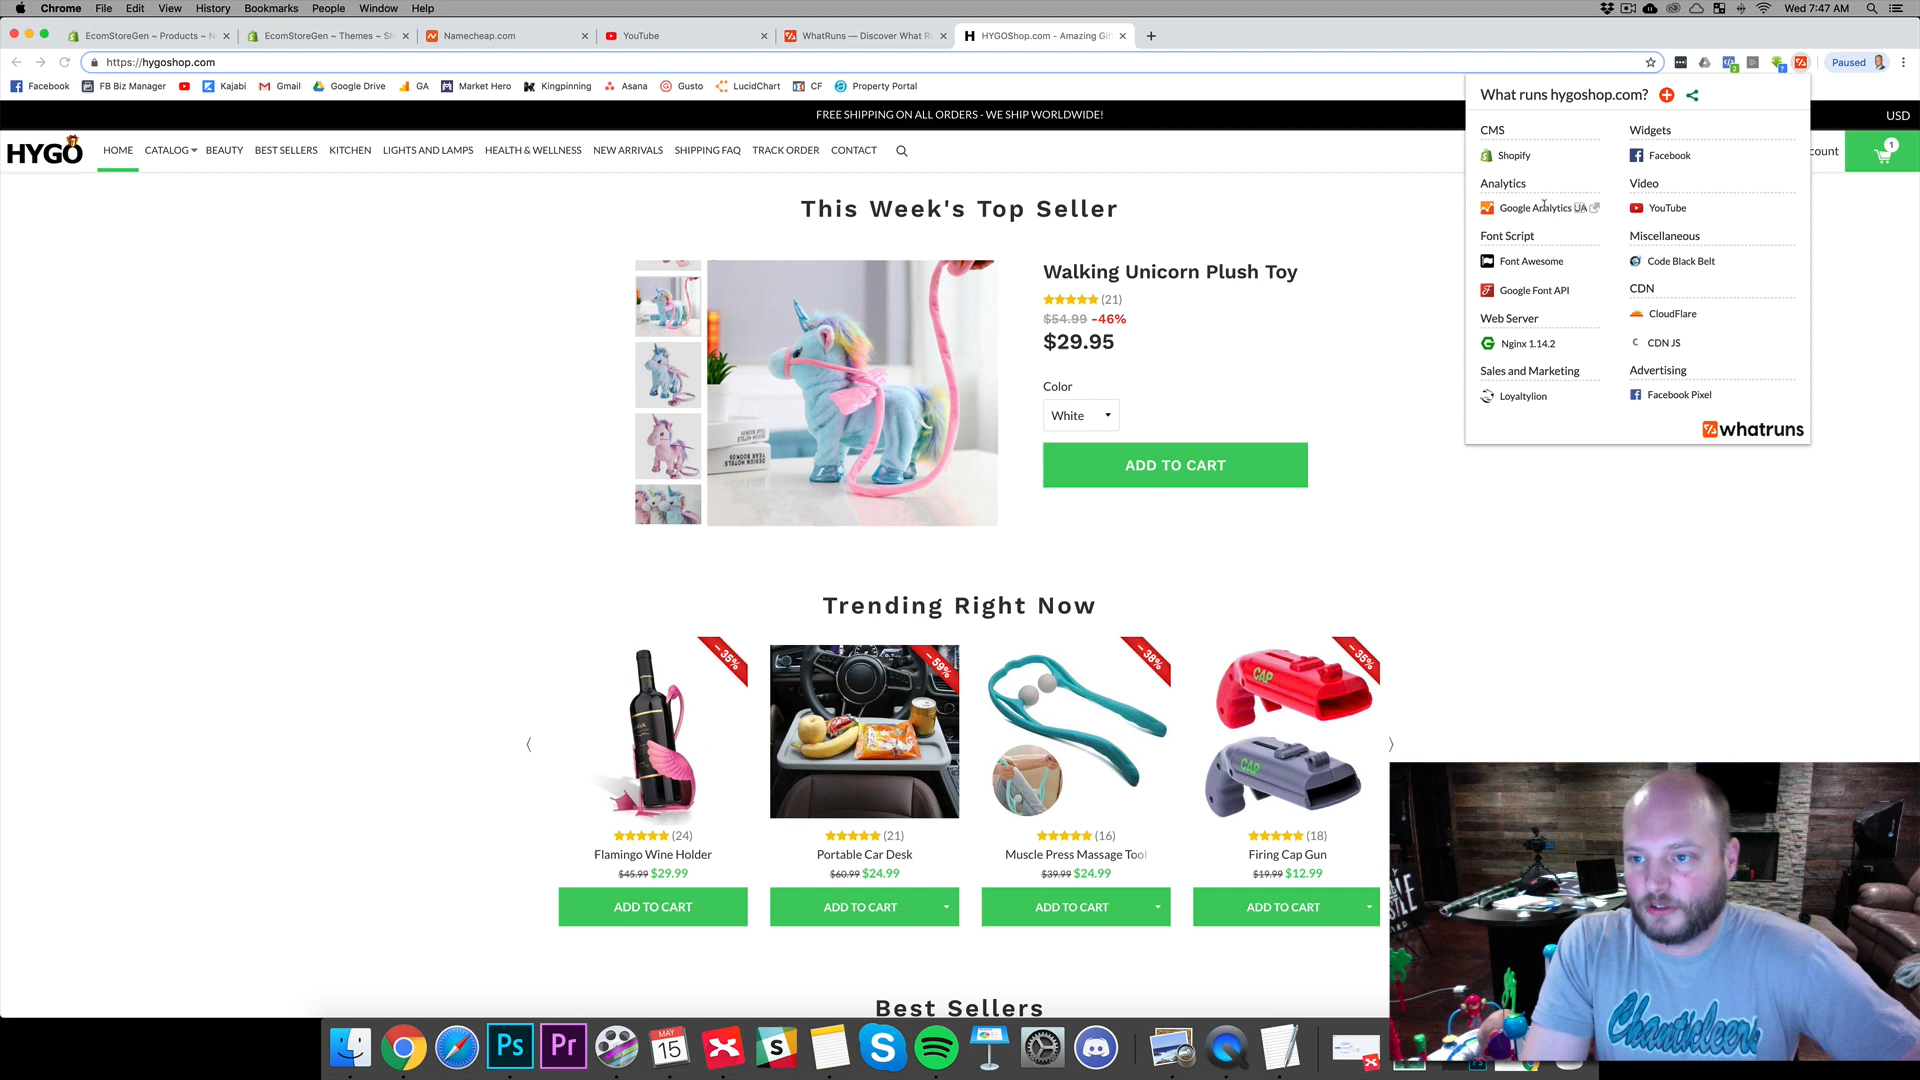 Chrome File Edit View History Bookmarks People Window Help Wed 7:47 AM
EcomStoreGen ~ Products ~ EcomStoreGen ~ Themes ~ Namecheap.com YouTube WhatRuns — Discover What HYGOShop.com - Amazing
https://hygoshop.com Paused
Facebook FB Biz Manager Kajabi Gmail Google Drive GA Market Hero Kingpinning Asana Gusto LucidChart CF Property Portal
FREE SHIPPING ON ALL ORDERS - WE SHIP WORLDWIDE! USD
HYGO HOME CATALOG BEAUTY BEST SELLERS KITCHEN LIGHTS AND LAMPS HEALTH & WELLNESS NEW ARRIVALS SHIPPING FAQ TRACK ORDER CONTACT count 1
What runs hygoshop.com?
CMS
Shopify
Analytics
Google Analytics UA
Font Script
Font Awesome
Google Font API
Web Server
Nginx 1.14.2
Sales and Marketing
Loyaltylion
Widgets
Facebook
Video
YouTube
Miscellaneous
Code Black Belt
CDN
CloudFlare
CDN JS
Advertising
Facebook Pixel
whatruns
This Week's Top Seller
Walking Unicorn Plush Toy
(21)
$54.99 -46%
$29.95
Color
White
ADD TO CART
Trending Right Now
- 35% - 59% - 38% - 35%
CAP
CAP
(24) (21) (16) (18)
Flamingo Wine Holder Portable Car Desk Muscle Press Massage Tool Firing Cap Gun
$45.99 $29.99 $60.99 $24.99 $39.99 $24.99 $19.99 $12.99
ADD TO CART ADD TO CART ADD TO CART ADD TO CART
Best Sellers
Ps Pr MAY 15
Chanticleers